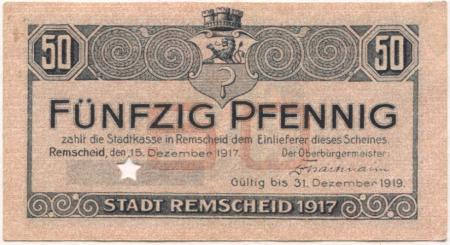 50 50
FÜNFZIG PFENNIG
zahlt die Stadtkasse in Remscheid dem Einlieferer dieses Scheines.
Remscheid, den 15. Dezember 1917. Der Oberbürgermeister:
Gültig bis 31. Dezember 1919.
STADT REMSCHEID 1917